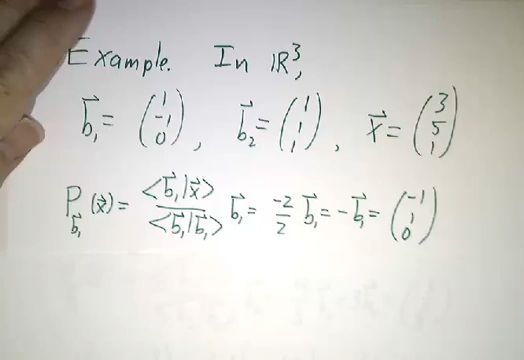 Example. In ℝ³,
b⃗₁ = (1 -1 0), b⃗₂ = (1 1 1), x⃗ = (3 5 1)
P_b⃗₁(x⃗) = <b⃗₁|x⃗> / <b⃗₁|b⃗₁> b⃗₁ = -2/2 b⃗₁ = -b⃗₁ = (-1 1 0)